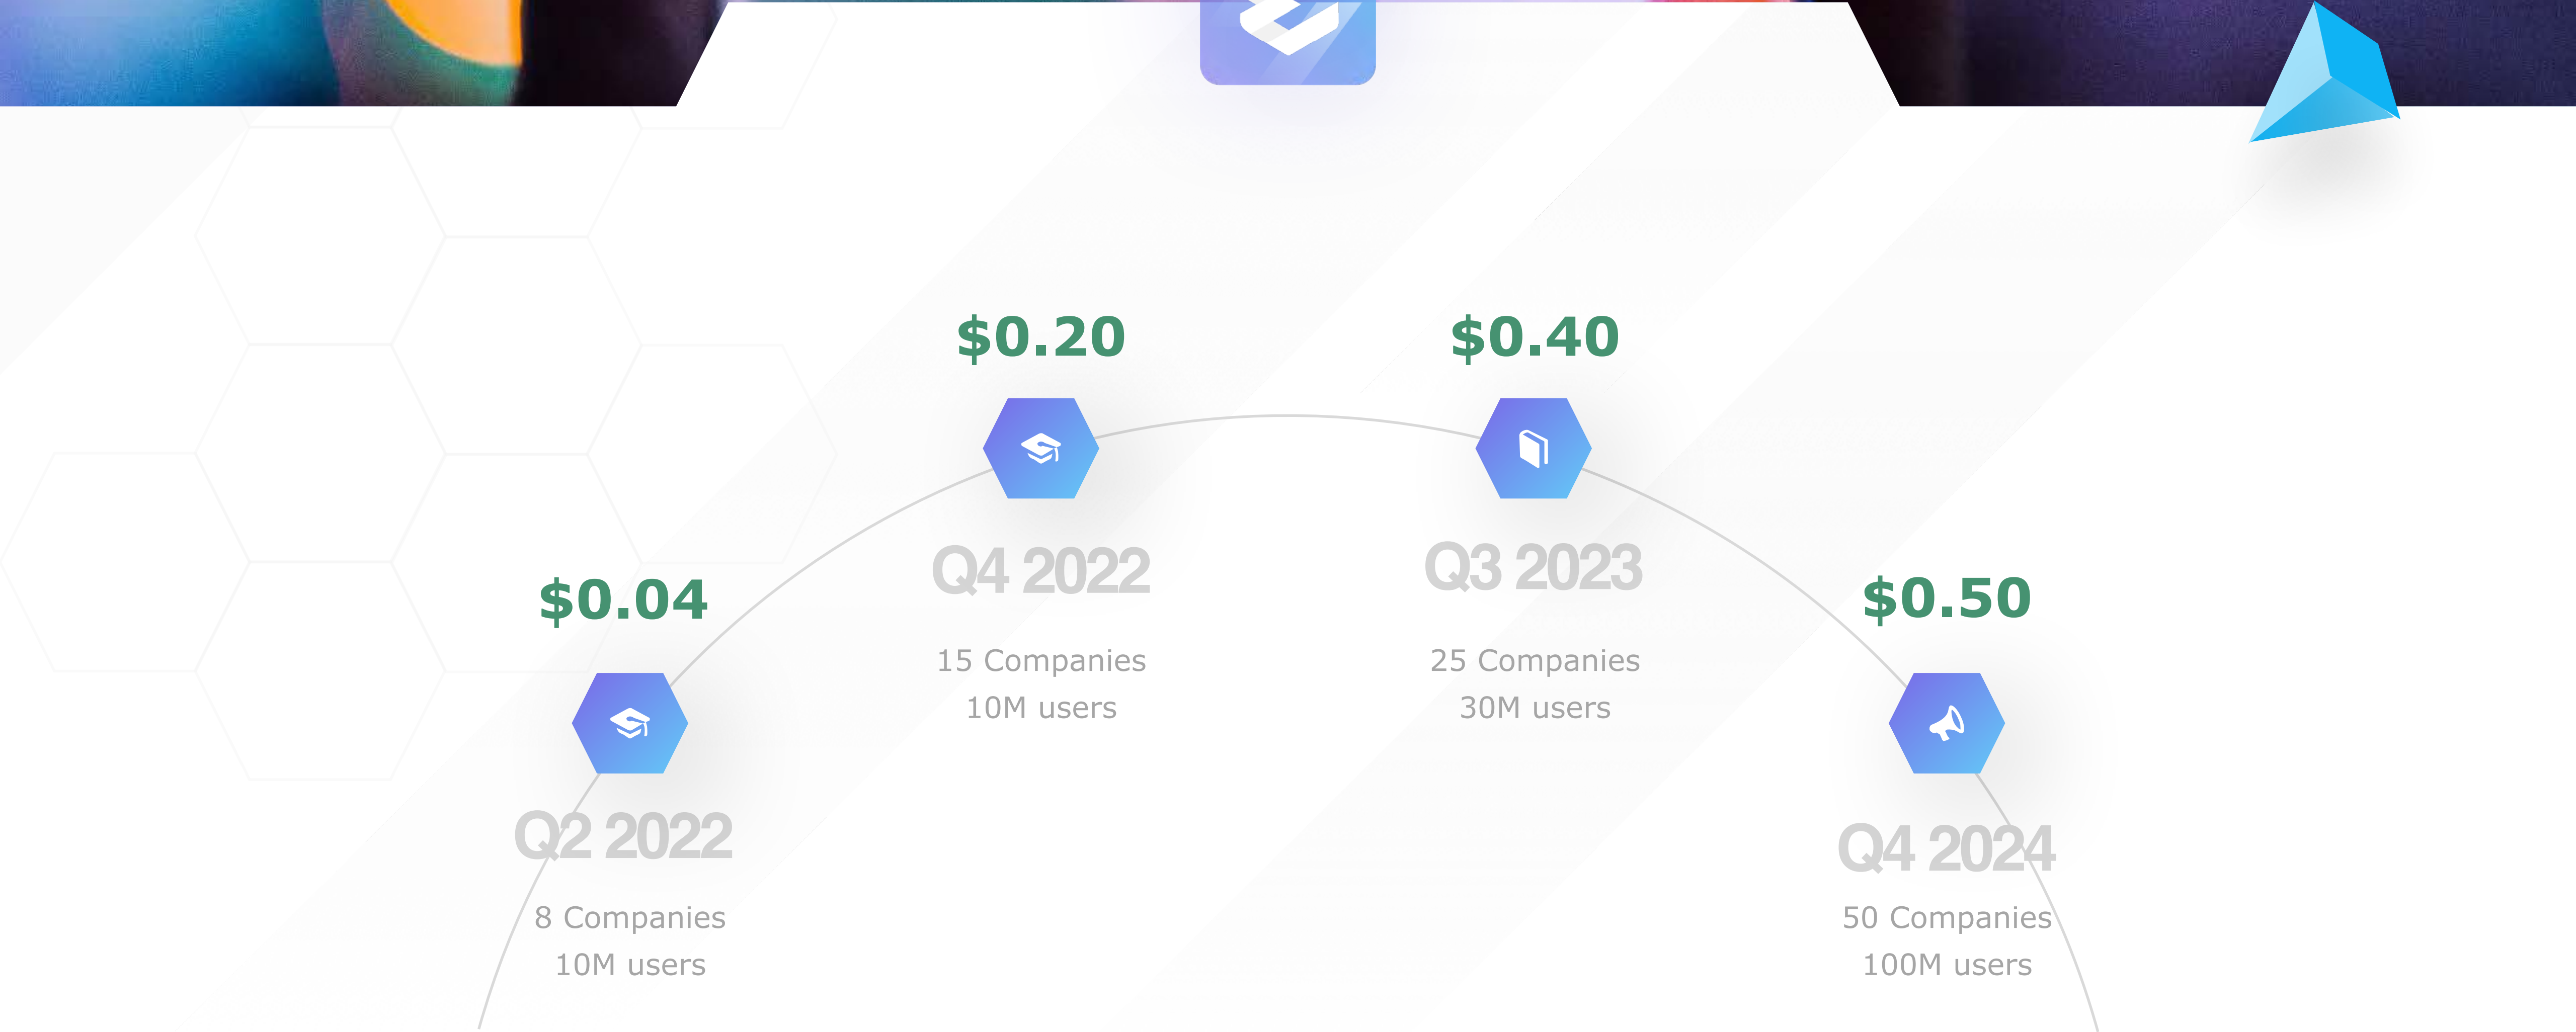 $0.04
Q2 2022
8 Companies
10M users
$0.20
Q4 2022
15 Companies
10M users
$0.40
Q3 2023
25 Companies
30M users
$0.50
Q4 2024
50 Companies
100M users